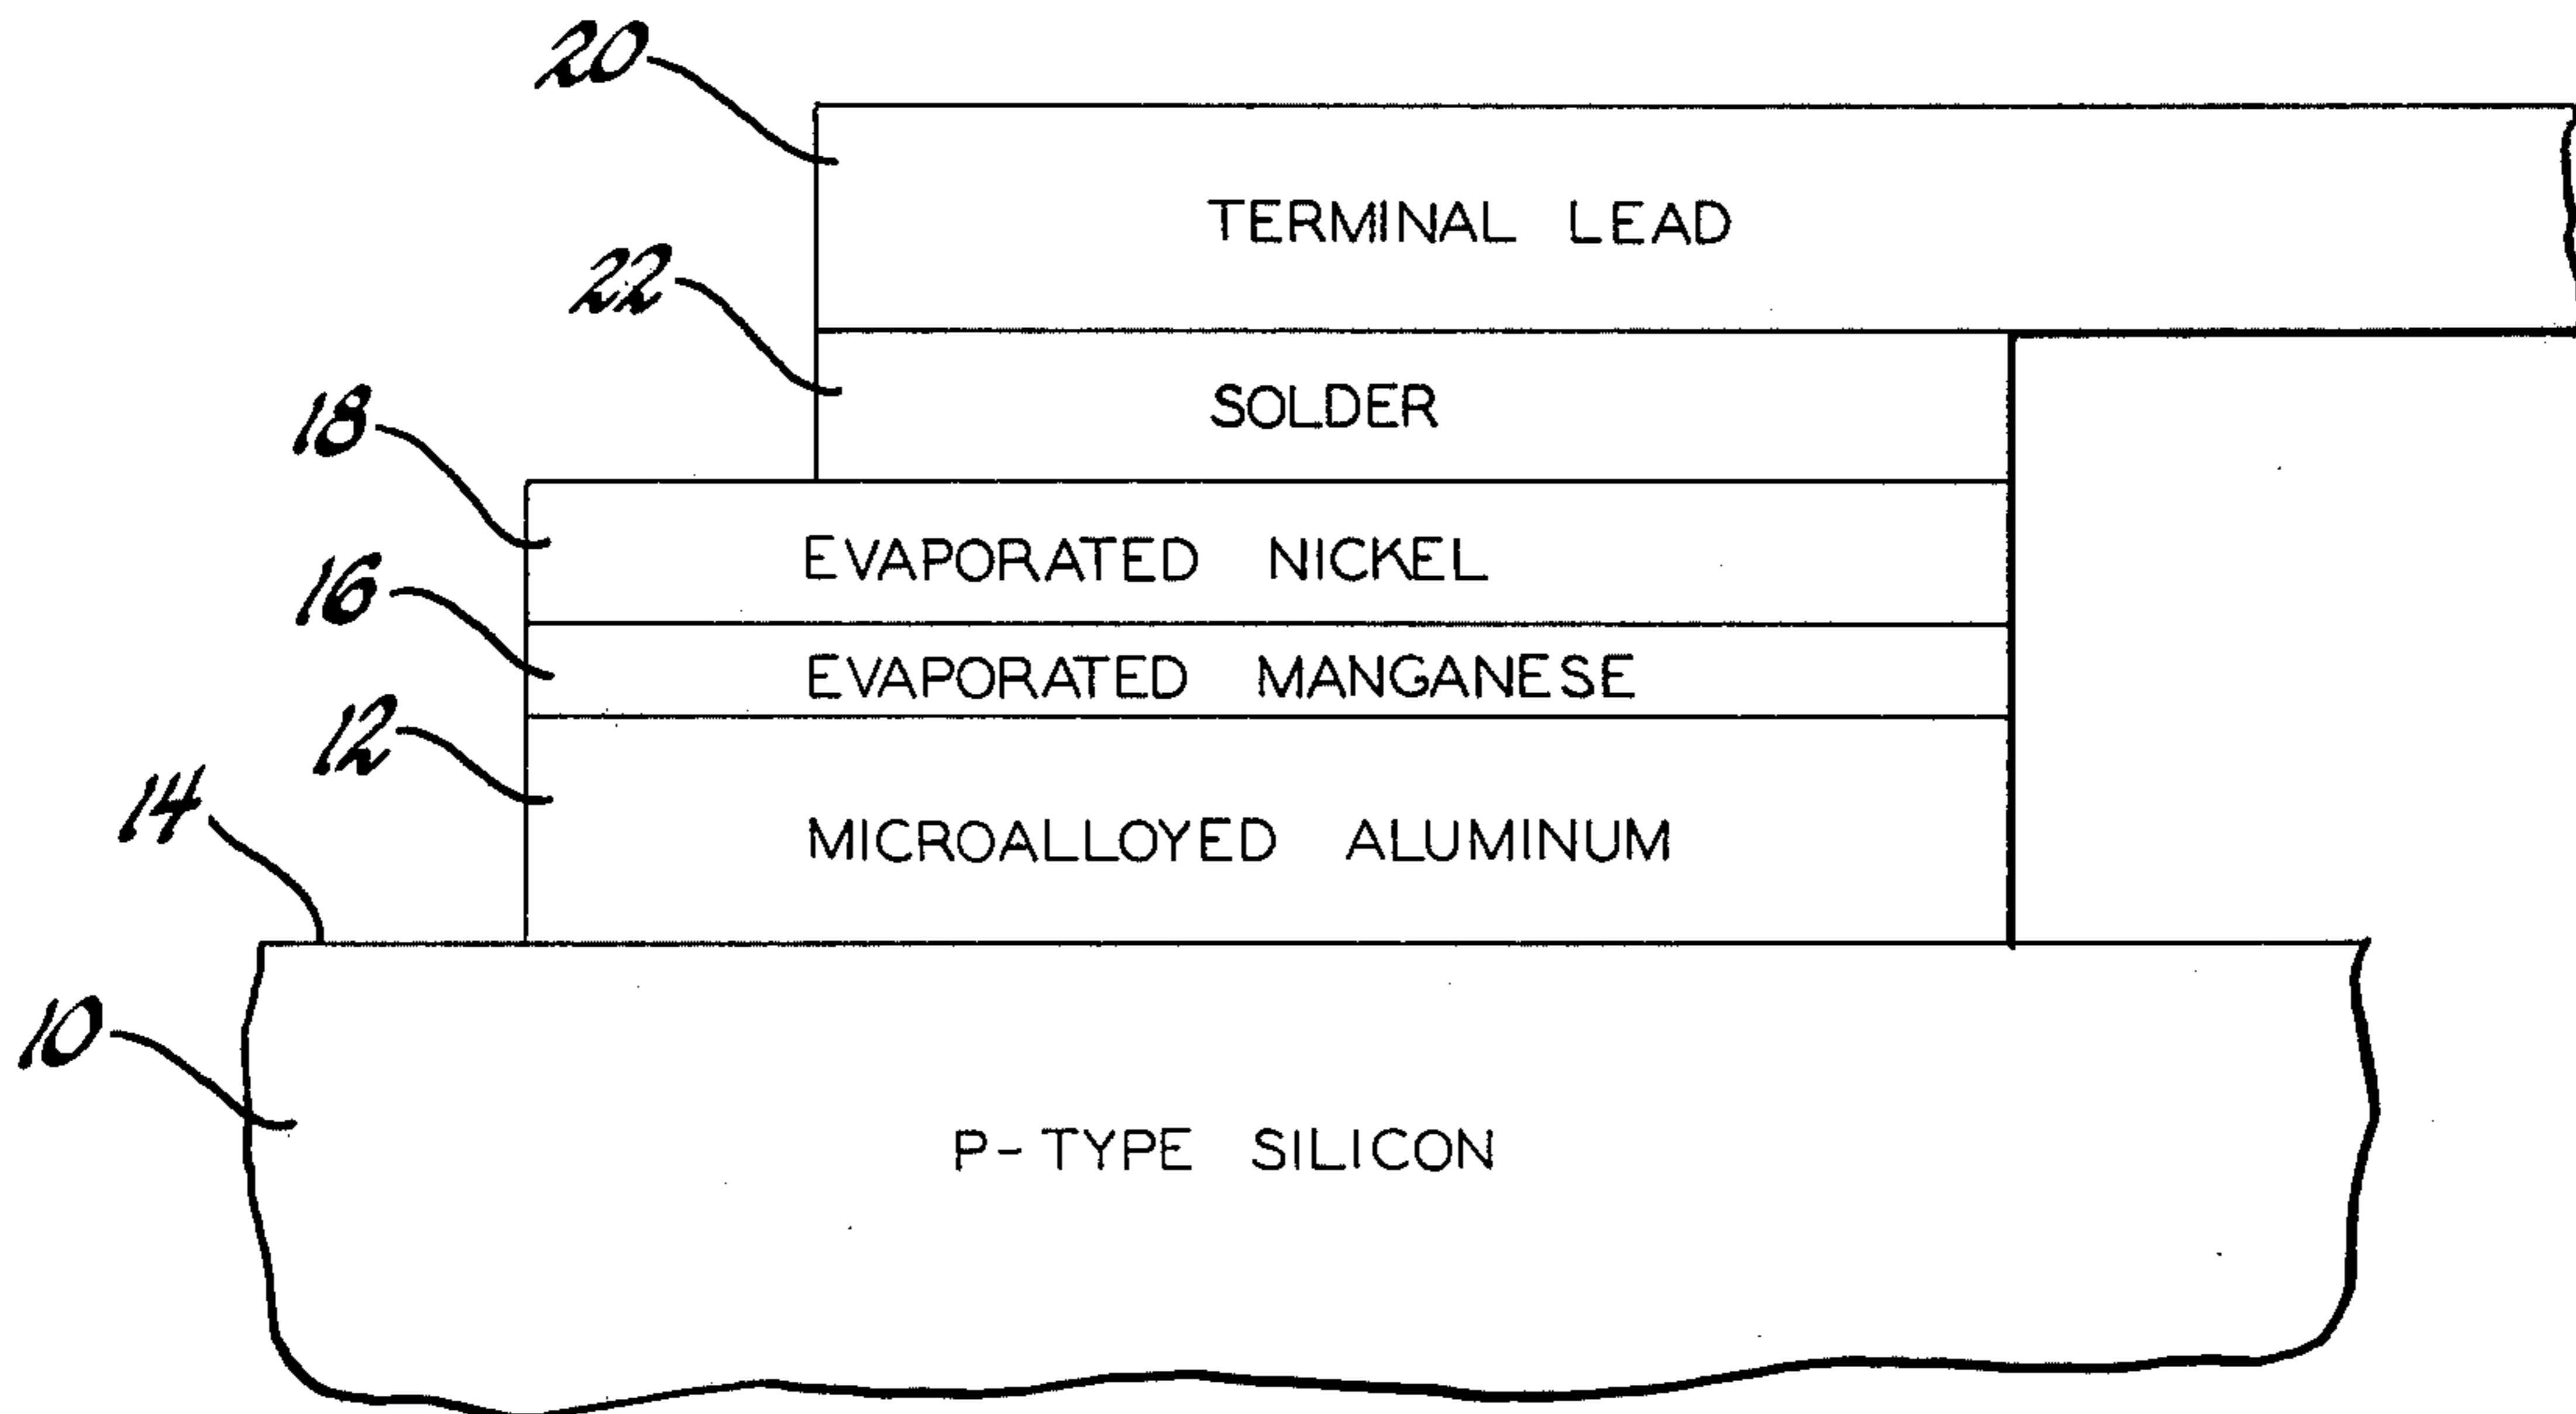 20
TERMINAL LEAD
22
SOLDER
18
EVAPORATED NICKEL
16
EVAPORATED MANGANESE
12
MICROALLOYED ALUMINUM
14
10
P-TYPE SILICON